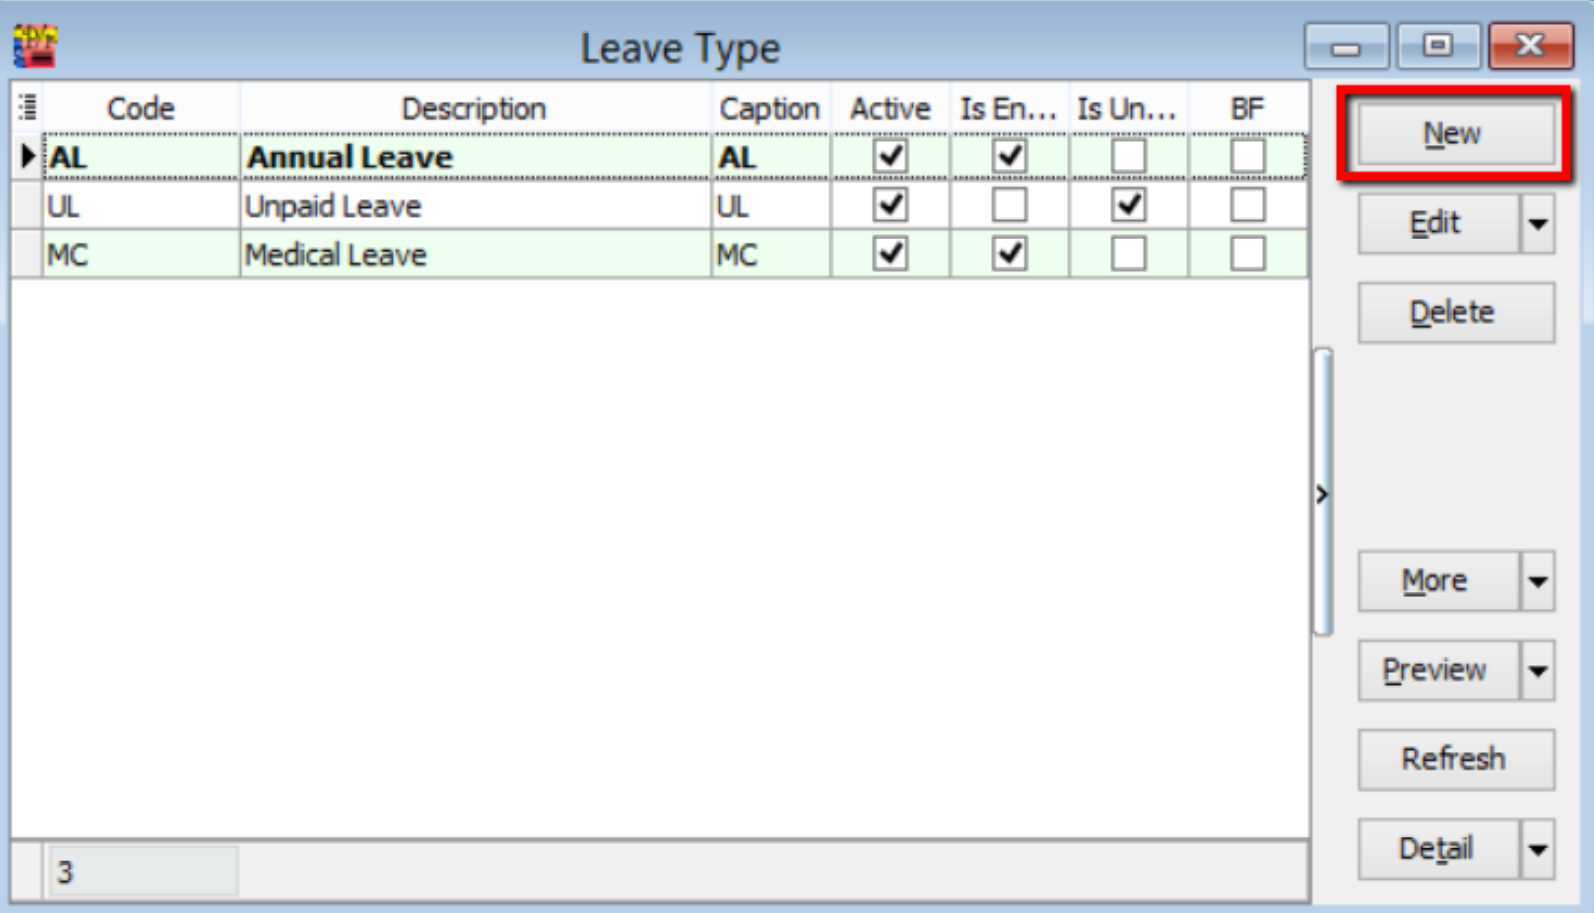 Leave Type
Code Description Caption Active Is En... Is Un... BF
AL Annual Leave AL
UL Unpaid Leave UL
MC Medical Leave MC
3
New
Edit
Delete
More
Preview
Refresh
Detail